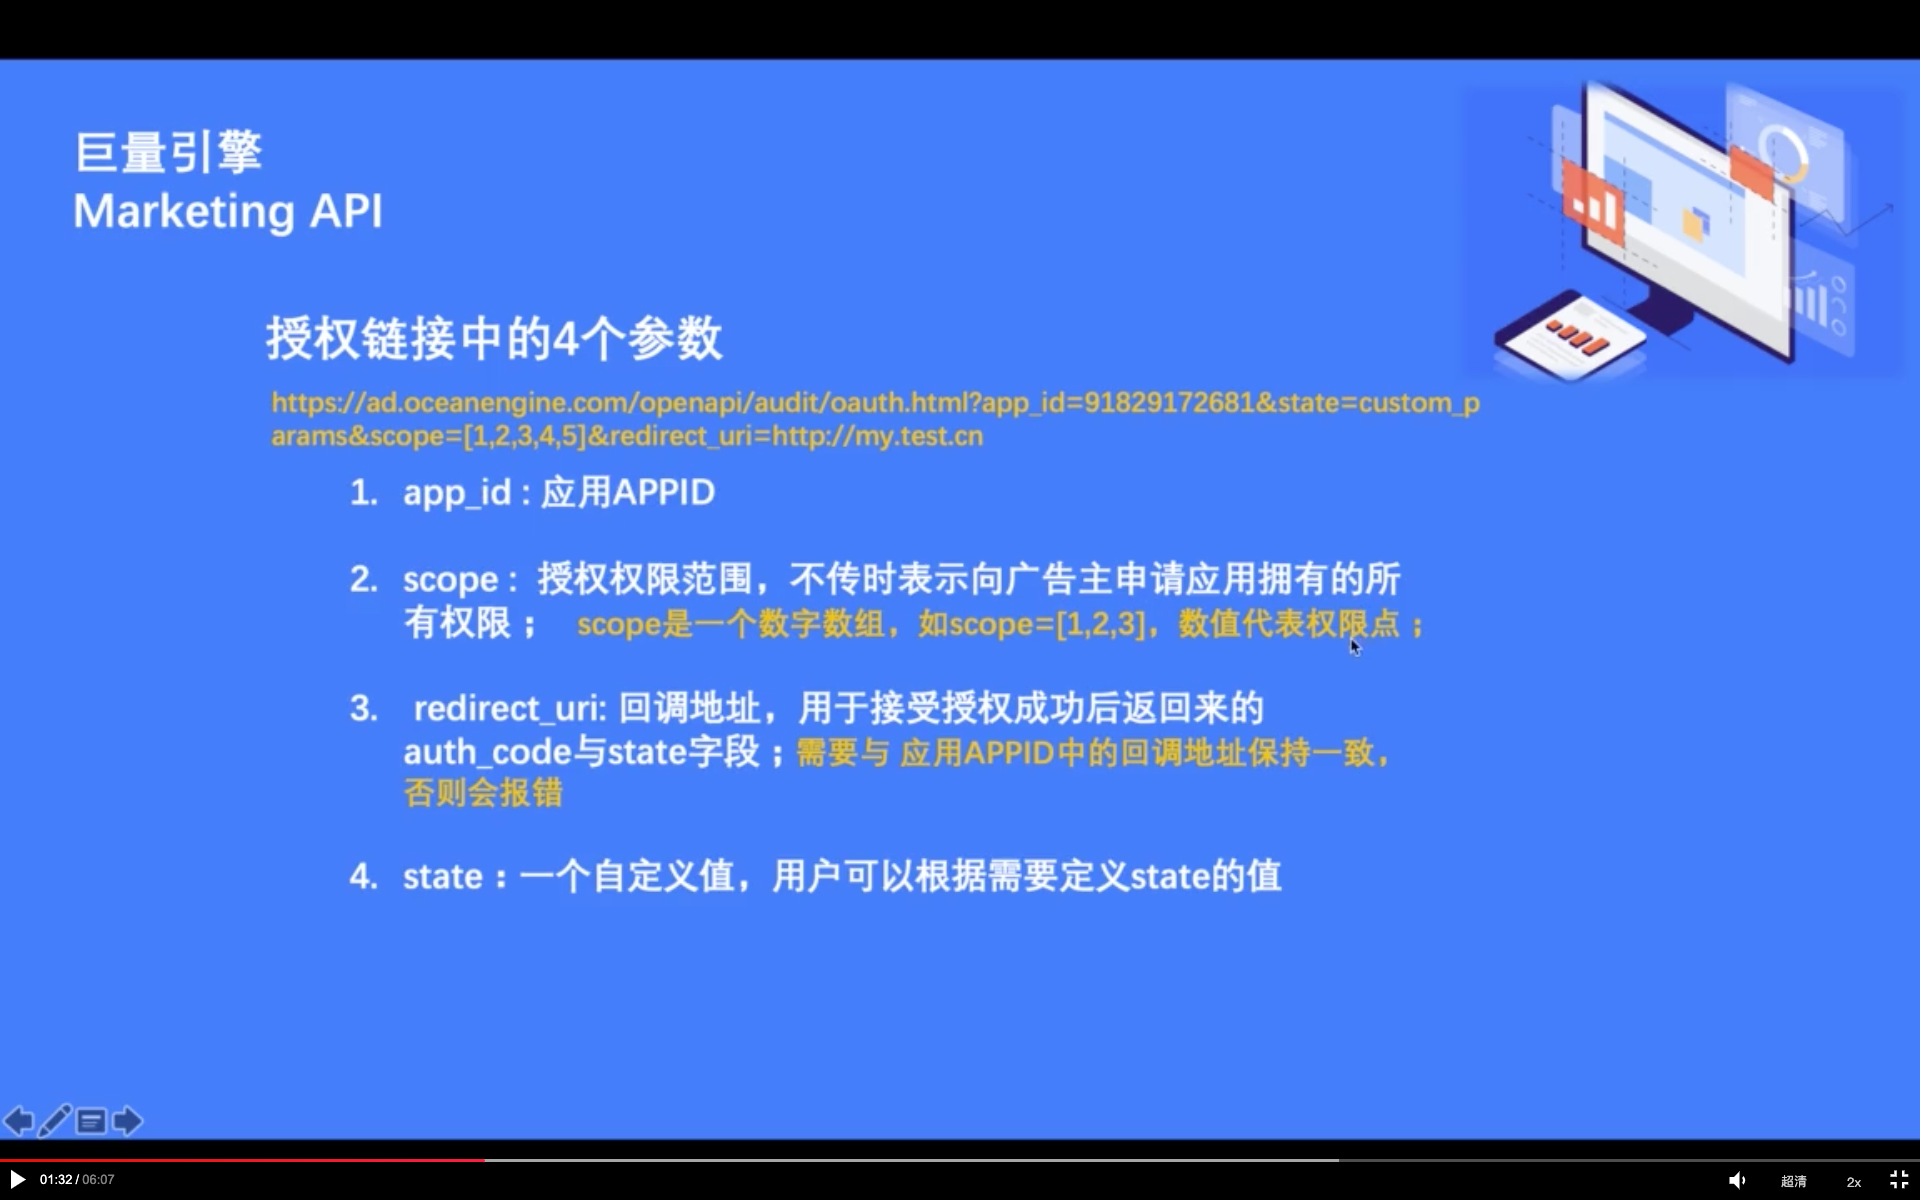 巨量引擎
Marketing API
授权链接中的4个参数
https://ad.oceanengine.com/openapi/audit/oauth.html?app_id=91829172681&state=custom_p
arams&scope=[1,2,3,4,5]&redirect_uri=http://my.test.cn
1. app_id : 应用APPID
2. scope : 授权权限范围，不传时表示向广告主申请应用拥有的所
有权限； scope是一个数字数组，如scope=[1,2,3]，数值代表权限点；
3. redirect_uri: 回调地址，用于接受授权成功后返回来的
auth_code与state字段；需要与 应用APPID中的回调地址保持一致，
否则会报错
4. state：一个自定义值，用户可以根据需要定义state的值
01:32 / 06:07
超清
2x